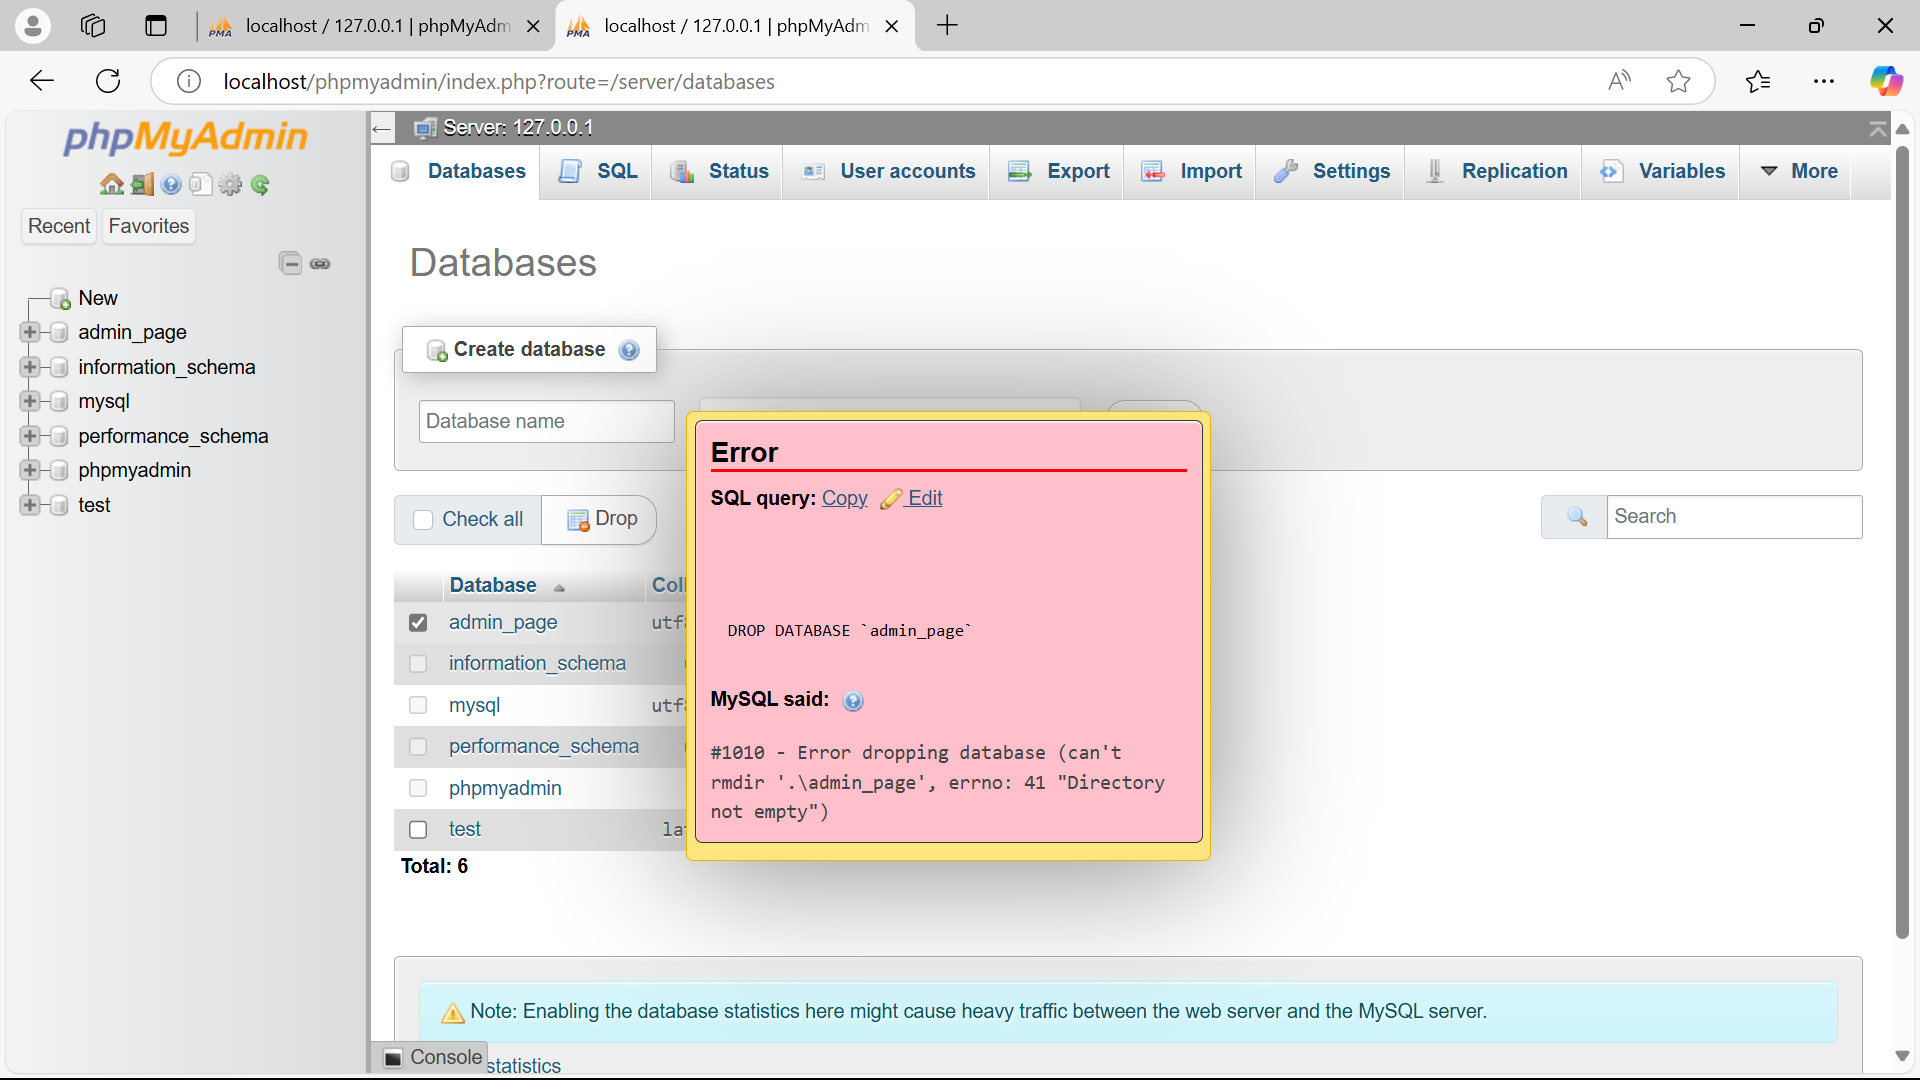 localhost / 127.0.0.1 | phpMyAdm
localhost / 127.0.0.1 | phpMyAdm
localhost/phpmyadmin/index.php?route=/server/databases
phpMyAdmin
Server: 127.0.0.1
Databases
SQL
Status
User accounts
Export
Import
Settings
Replication
Variables
More
Recent
Favorites
New
admin_page
information_schema
mysql
performance_schema
phpmyadmin
test
Databases
Create database
Database name
Check all
Drop
Search
Database
Coll
admin_page
utf
information_schema
mysql
utf
performance_schema
phpmyadmin
test
la
Total: 6
Error
SQL query: Copy Edit
DROP DATABASE `admin_page`
MySQL said:
#1010 - Error dropping database (can't
rmdir '.\admin_page', errno: 41 "Directory
not empty")
Note: Enabling the database statistics here might cause heavy traffic between the web server and the MySQL server.
Console
statistics